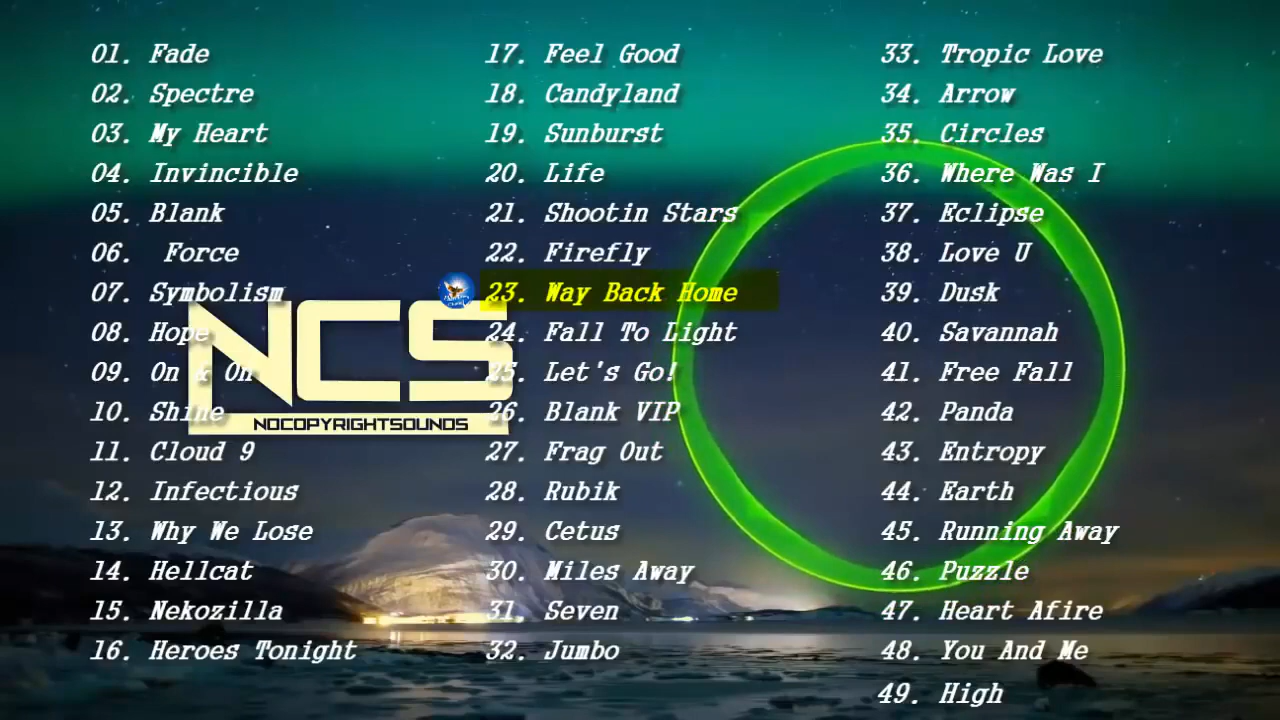 01. Fade
02. Spectre
03. My Heart
04. Invincible
05. Blank
06. Force
07. Symbolism
08. Hope
09. On & On
10. Shine
11. Cloud 9
12. Infectious
13. Why We Lose
14. Hellcat
15. Nekozilla
16. Heroes Tonight
NCS
NOCOPYRIGHTSOUNDS
17. Feel Good
18. Candyland
19. Sunburst
20. Life
21. Shootin Stars
22. Firefly
23. Way Back Home
24. Fall To Light
25. Let's Go!
26. Blank VIP
27. Frag Out
28. Rubik
29. Cetus
30. Miles Away
31. Seven
32. Jumbo
33. Tropic Love
34. Arrow
35. Circles
36. Where Was I
37. Eclipse
38. Love U
39. Dusk
40. Savannah
41. Free Fall
42. Panda
43. Entropy
44. Earth
45. Running Away
46. Puzzle
47. Heart Afire
48. You And Me
49. High